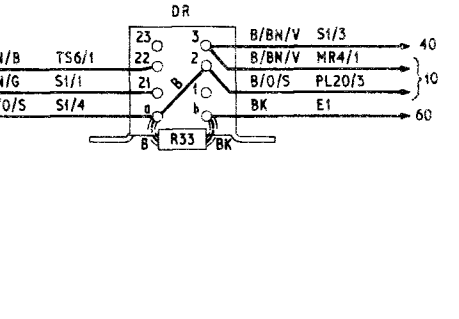 DR
23 3 B/BN/V S1/3 40
N/B TS6/1 22 2 B/BN/V MR4/1
N/G S1/1 21 B 1 B/O/S PL20/3 10
O/S S1/4 a b BK E1 60
B R33 BK